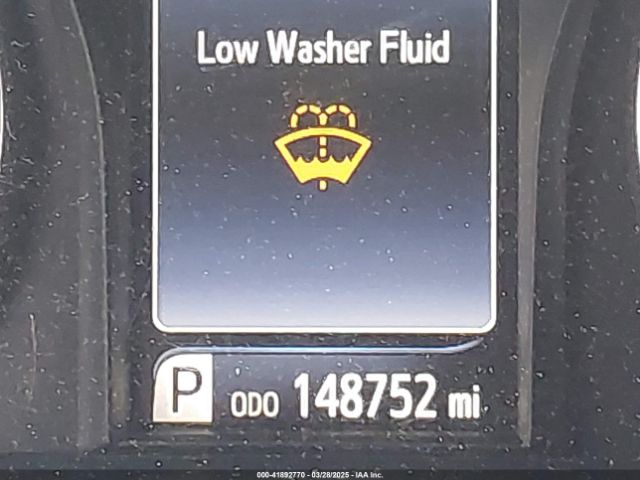 Low Washer Fluid
P ODO 148752 mi
000-41892770 - 03/28/2025 - IAA Inc.